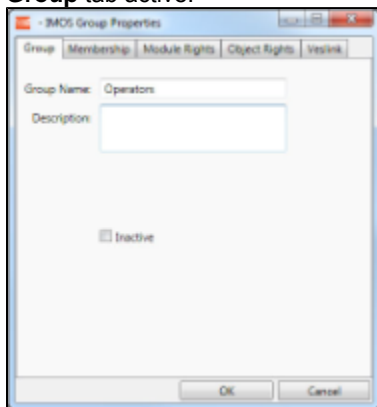 Group tab active.
- IMOS Group Properties
Group Membership Module Rights Object Rights Veslink
Group Name: Operators
Description:
Inactive
OK Cancel